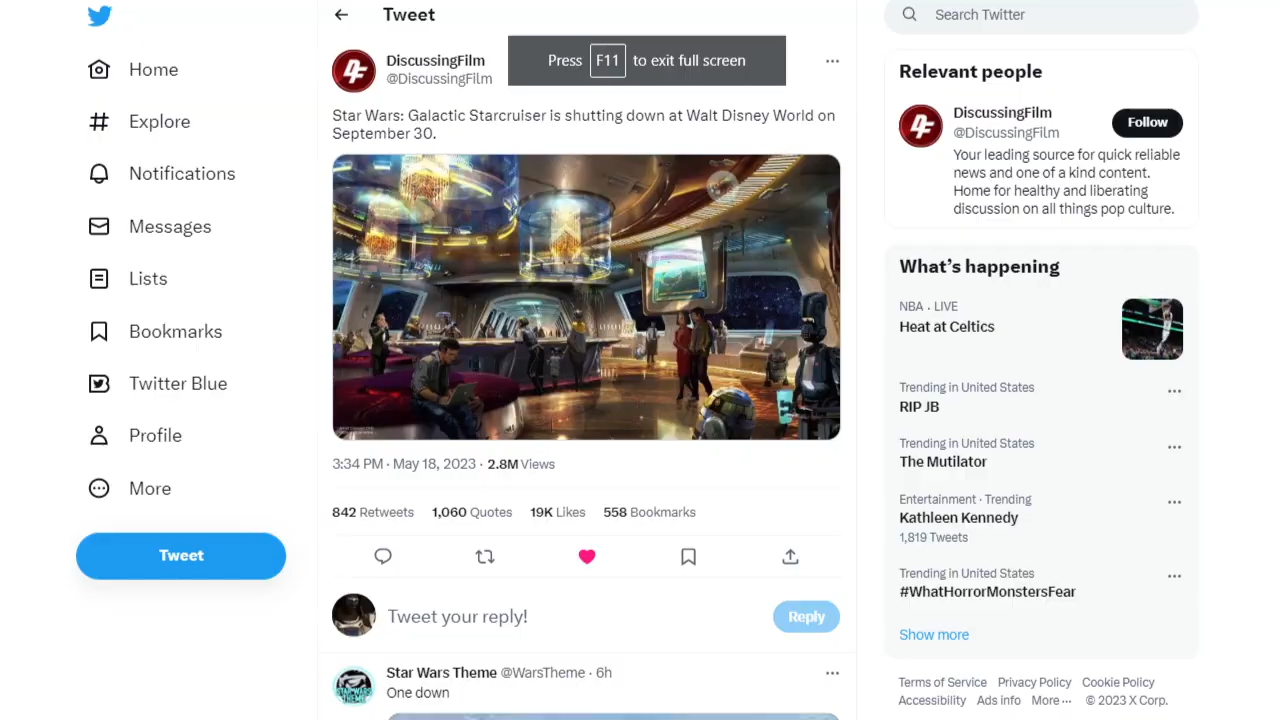 Home
Explore
Notifications
Messages
Lists
Bookmarks
Twitter Blue
Profile
More
Tweet
Tweet
Press F11 to exit full screen
DiscussingFilm
@DiscussingFilm
Star Wars: Galactic Starcruiser is shutting down at Walt Disney World on
September 30.
3:34 PM · May 18, 2023 · 2.8M Views
842 Retweets 1,060 Quotes 19K Likes 558 Bookmarks
Tweet your reply!
Reply
Star Wars Theme @WarsTheme · 6h
One down
STAR WARS
THEME
Search Twitter
Relevant people
DiscussingFilm
@DiscussingFilm
Follow
Your leading source for quick reliable
news and one of a kind content.
Home for healthy and liberating
discussion on all things pop culture.
What's happening
NBA · LIVE
Heat at Celtics
Trending in United States
RIP JB
Trending in United States
The Mutilator
Entertainment · Trending
Kathleen Kennedy
1,819 Tweets
Trending in United States
#WhatHorrorMonstersFear
Show more
Terms of Service Privacy Policy Cookie Policy
Accessibility Ads info More ··· © 2023 X Corp.